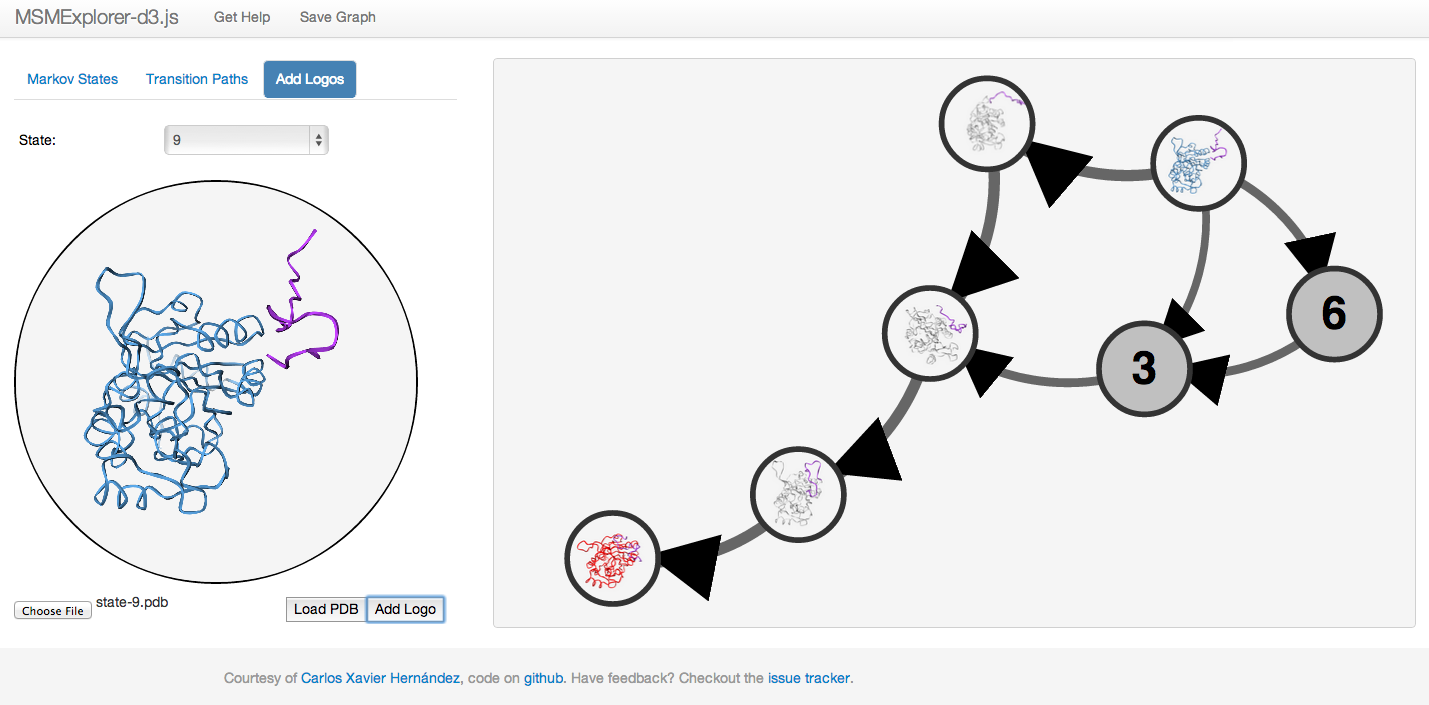 MSMExplorer-d3.js Get Help Save Graph
Markov States Transition Paths Add Logos
State: 9
6
3
Choose File state-9.pdb Load PDB Add Logo
Courtesy of Carlos Xavier Hernández, code on github. Have feedback? Checkout the issue tracker.